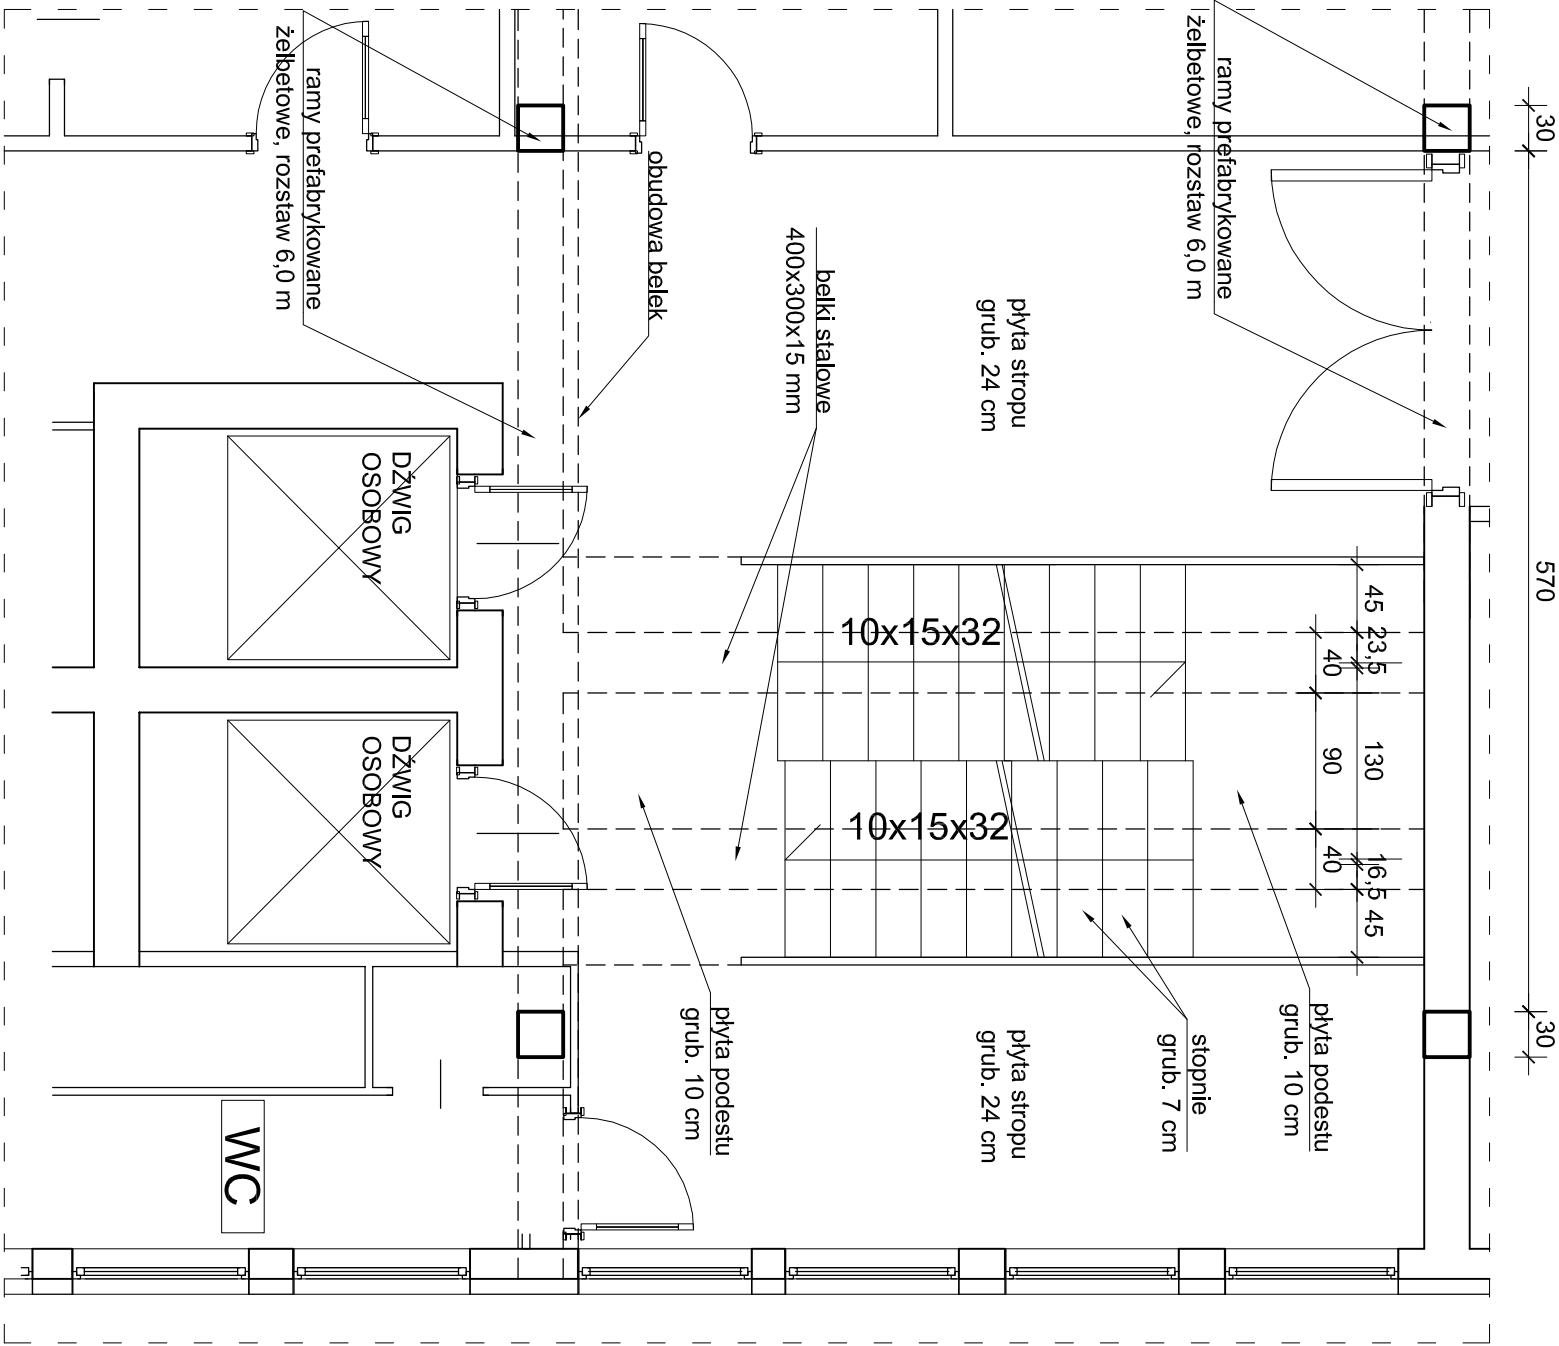 ramy prefabrykowane
żelbetowe, rozstaw 6,0 m
ramy prefabrykowane
żelbetowe, rozstaw 6,0 m
30
570
30
obudowa belek
belki stalowe
400x300x15 mm
płyta stropu
grub. 24 cm
DŹWIG
OSOBOWY
DŹWIG
OSOBOWY
10x15x32
10x15x32
45
23,5
130
16,5
45
40
90
40
płyta podestu
grub. 10 cm
płyta stropu
grub. 24 cm
stopnie
grub. 7 cm
płyta podestu
grub. 10 cm
WC